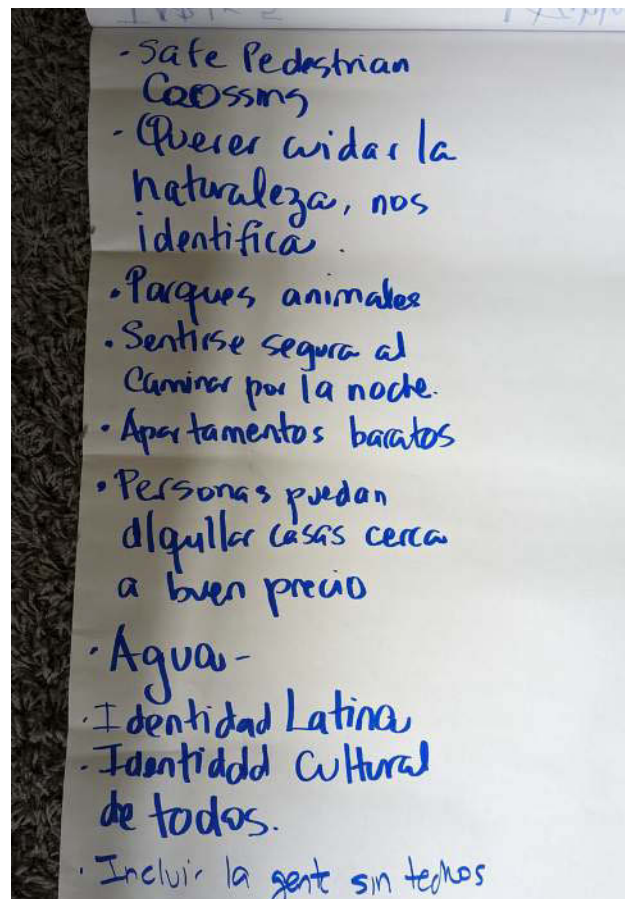 - Safe Pedestrian
Crossing
- Querer cuidar la
naturaleza, nos
identifica.
· Parques animales
· Sentirse segura al
Caminar por la noche.
· Apartamentos baratos
· Personas puedan
alquilar casas cerca
a buen precio
· Agua-
· Identidad Latina
· Identidad Cultural
de todos.
· Incluir la gente sin techos